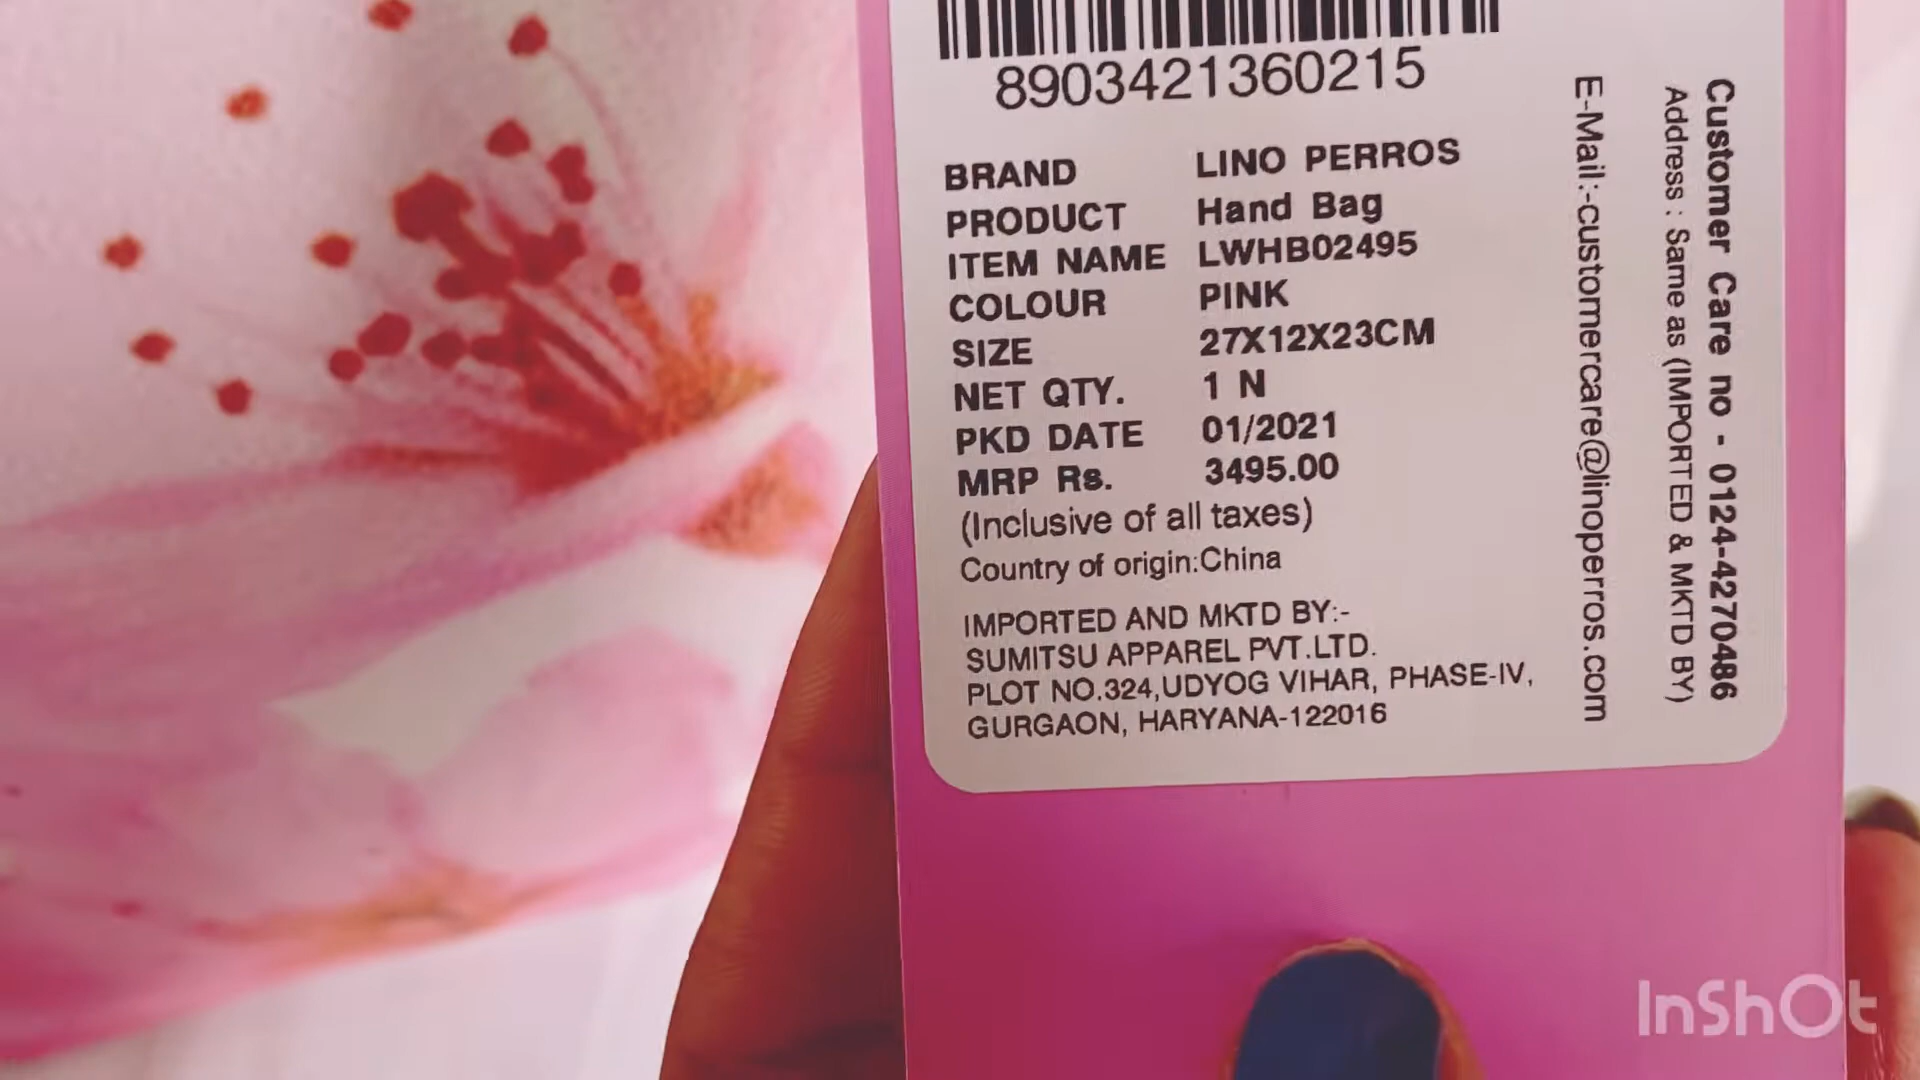 8903421360215
BRAND LINO PERROS
PRODUCT Hand Bag
ITEM NAME LWHB02495
COLOUR PINK
SIZE 27X12X23CM
NET QTY. 1 N
PKD DATE 01/2021
MRP Rs. 3495.00
(Inclusive of all taxes)
Country of origin:China
IMPORTED AND MKTD BY:-
SUMITSU APPAREL PVT.LTD.
PLOT NO.324,UDYOG VIHAR, PHASE-IV,
GURGAON, HARYANA-122016
Customer Care no - 0124-4270486
Address : Same as (IMPORTED & MKTD BY)
E-Mail:-customercare@linoperros.com
InShOt